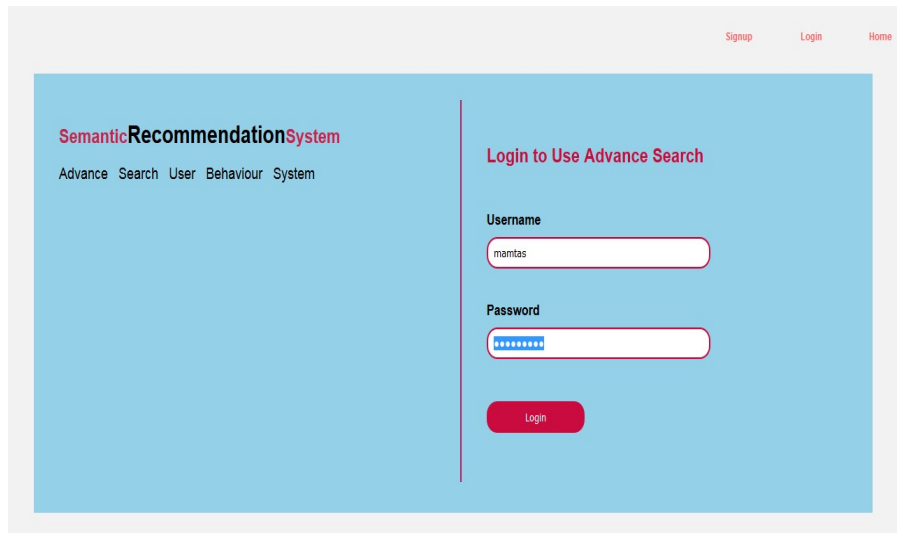 Signup Login Home
SemanticRecommendationSystem
Advance Search User Behaviour System
Login to Use Advance Search
Username
mamtas
Password
•••••••••
Login